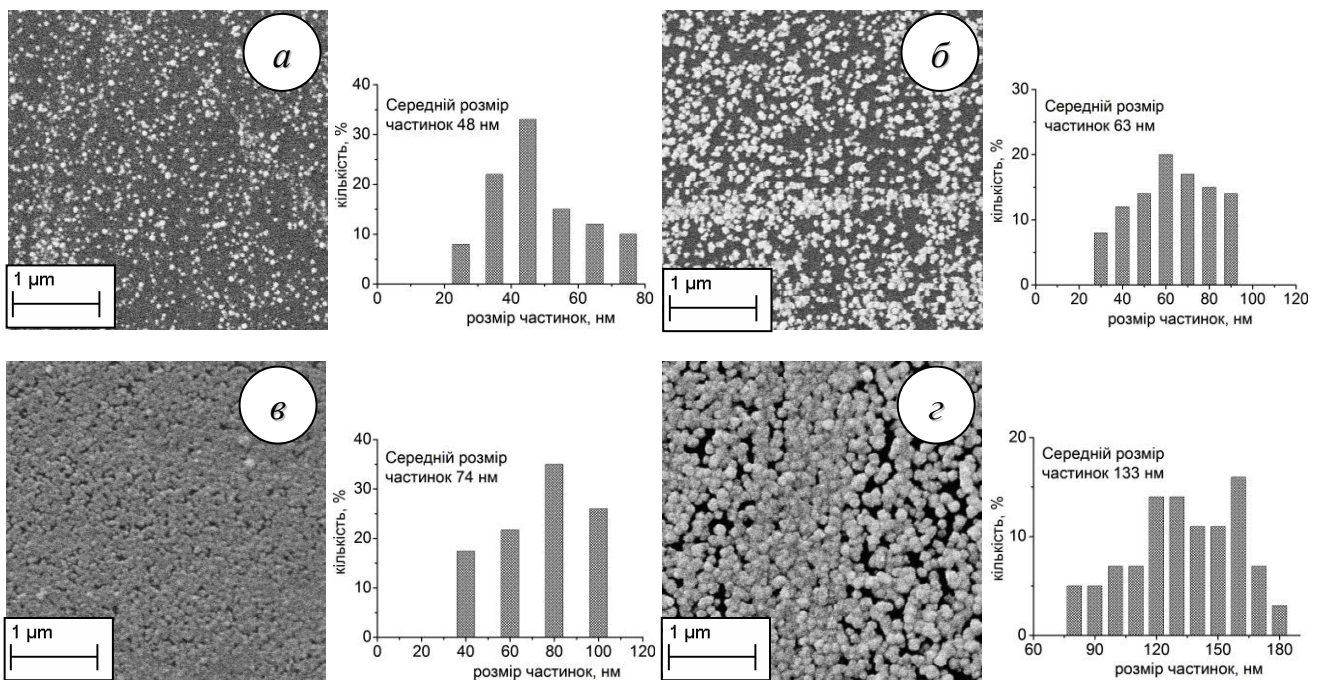 а
40
30
20
10
0
кількість, %
Середній розмір
частинок 48 нм
0 20 40 60 80
розмір частинок, нм
1 µm
б
30
20
10
0
кількість, %
Середній розмір
частинок 63 нм
0 20 40 60 80 100 120
розмір частинок, нм
1 µm
в
40
30
20
10
0
кількість, %
Середній розмір
частинок 74 нм
0 20 40 60 80 100 120
розмір частинок, нм
1 µm
г
20
10
0
кількість, %
Середній розмір
частинок 133 нм
60 90 120 150 180
розмір частинок, нм
1 µm